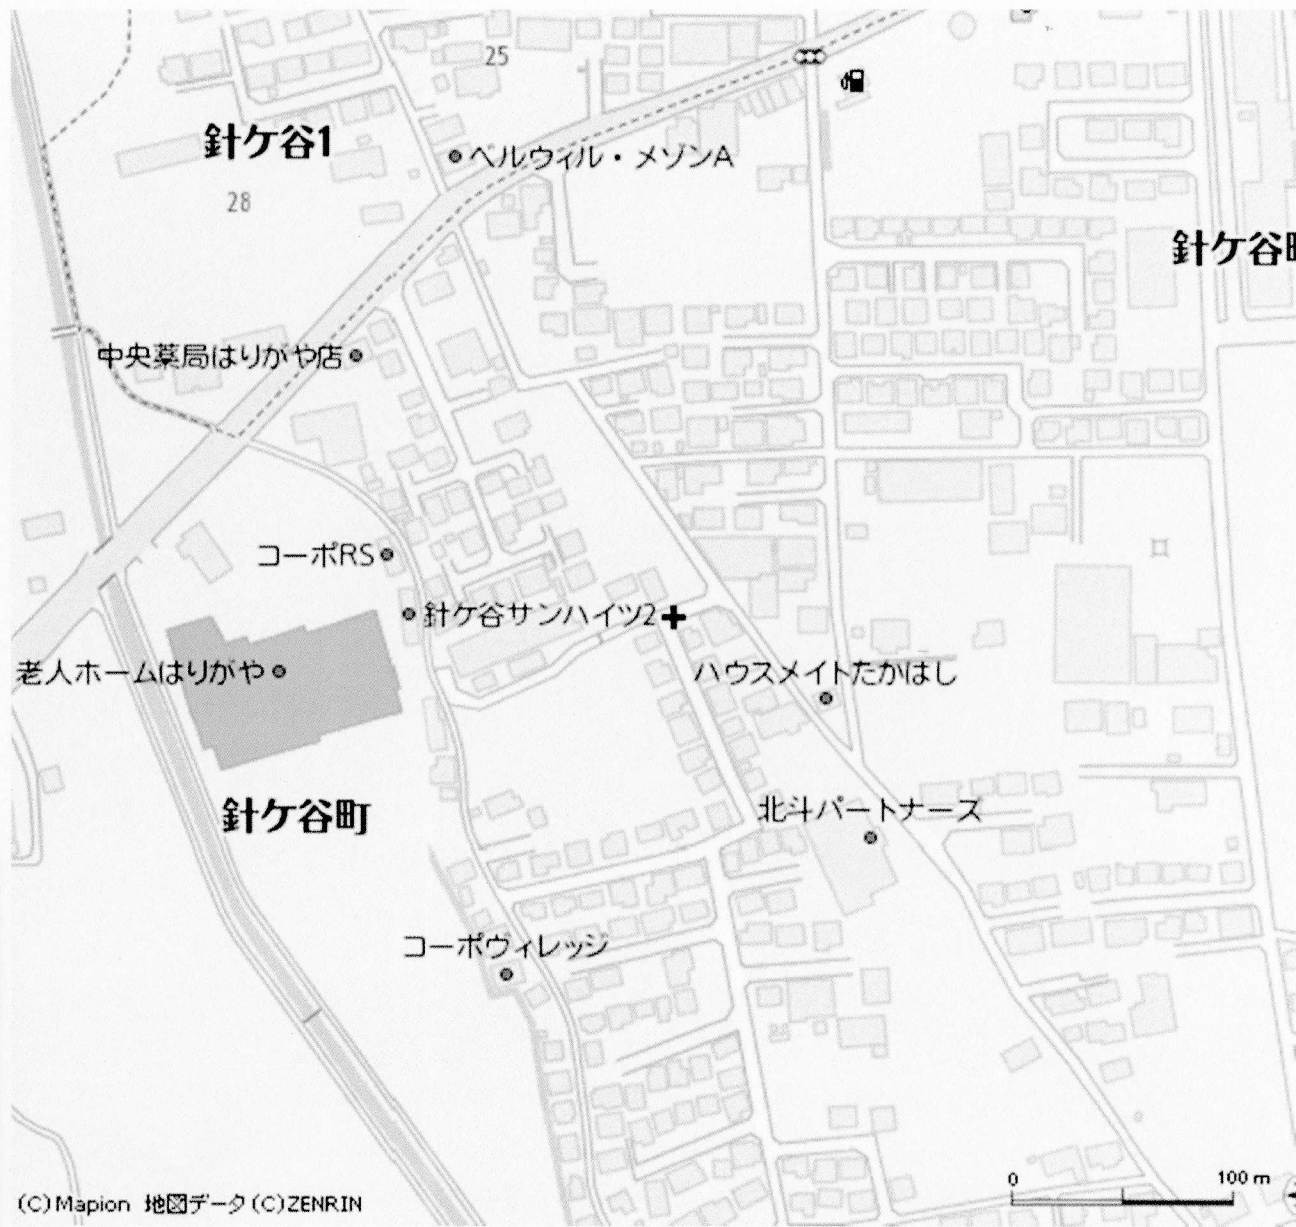 25
針ケ谷1
ベルウィル・メゾンA
28
針ケ谷
中央薬局はりがや店
コーポRS
針ケ谷サンハイツ2
老人ホームはりがや
ハウスメイトたかはし
針ケ谷町
北斗パートナーズ
コーポヴィレッジ
0 100 m
(C)Mapion 地図データ(C)ZENRIN